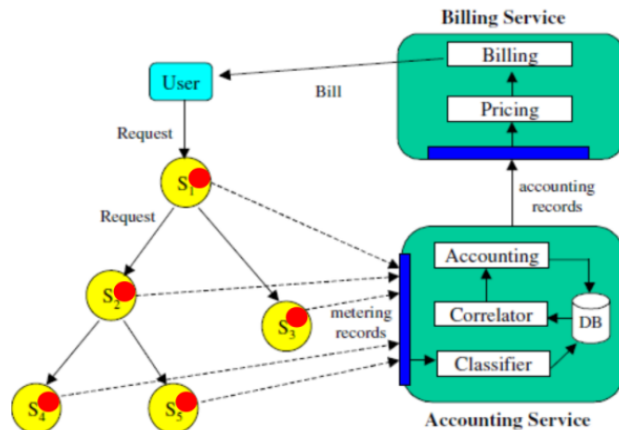 Billing Service
Billing
User
Bill
Pricing
Request
S1
accounting
records
Request
Accounting
S2
S3
metering
records
Correlator
DB
Classifier
S4
S5
Accounting Service